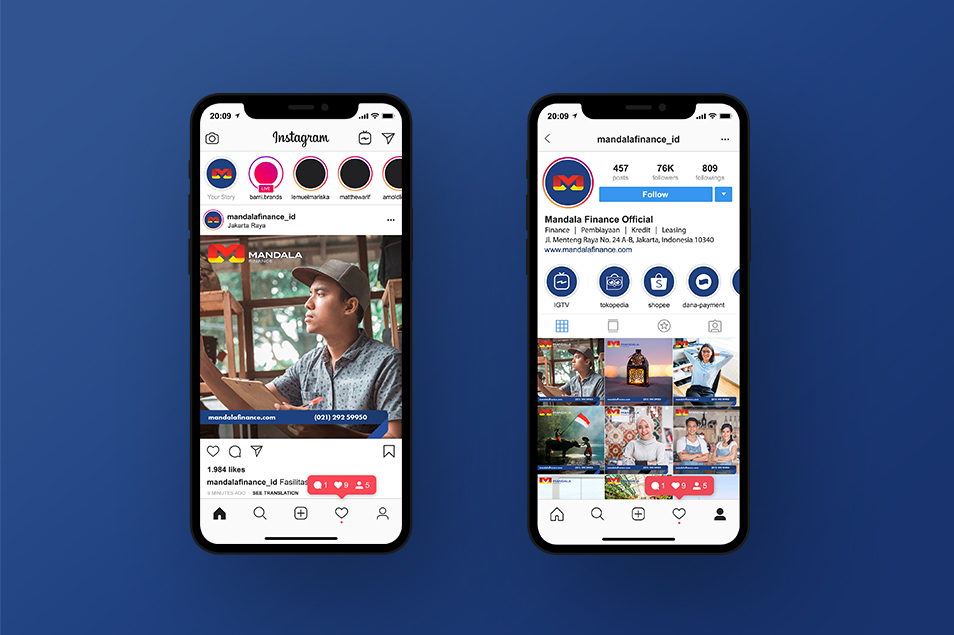 20:09
Instagram
Your Story
LIVE
bami.brands
lemuelmariska
matthewarif
mandalafinance_id
Jakarta Raya
MANDALA
FINANCE
mandalafinance.com
(021) 292 59950
1.984 likes
mandalafinance_id Fasilitas
9 MINUTES AGO · SEE TRANSLATION
1 9 5
20:09
mandalafinance_id
457 76K 809
posts followers followings
Follow
Mandala Finance Official
Finance | Pembiayaan | Kredit | Leasing
Jl. Menteng Raya No. 24 A-B, Jakarta, Indonesia 10340
www.mandalafinance.com
IGTV
tokopedia
shopee
dana-payment
1 9 5